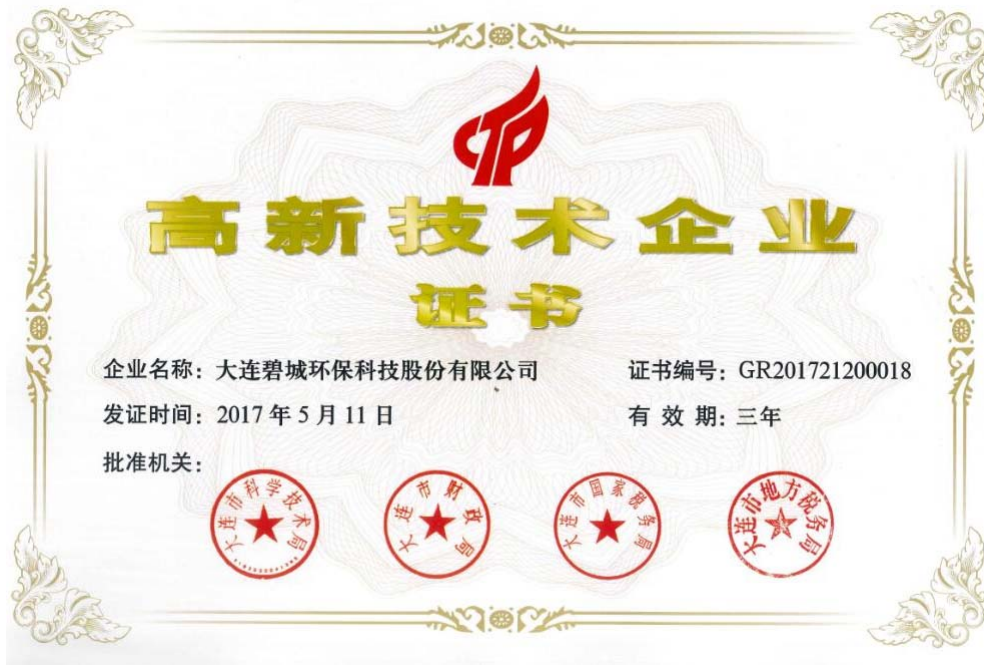 高新技术企业
证书
企业名称：大连碧城环保科技股份有限公司 证书编号：GR201721200018
发证时间：2017年5月11日 有效期：三年
批准机关：
大连市科学技术局
大连市财政局
大连市国家税务局
大连市地方税务局